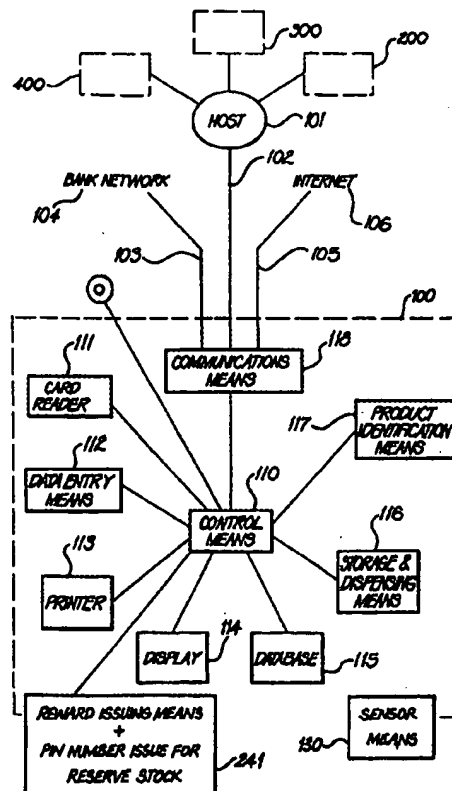 300
400
200
HOST
101
102
BANK NETWORK
104
INTERNET
106
103
105
100
COMMUNICATIONS
MEANS
118
111
CARD
READER
117
PRODUCT
IDENTIFICATION
MEANS
112
DATA ENTRY
MEANS
110
CONTROL
MEANS
116
STORAGE &
DISPENSING
MEANS
113
PRINTER
DISPLAY
114
DATABASE
115
REWARD ISSUING MEANS
+
PIN NUMBER ISSUE FOR
RESERVE STOCK
241
SENSOR
MEANS
130